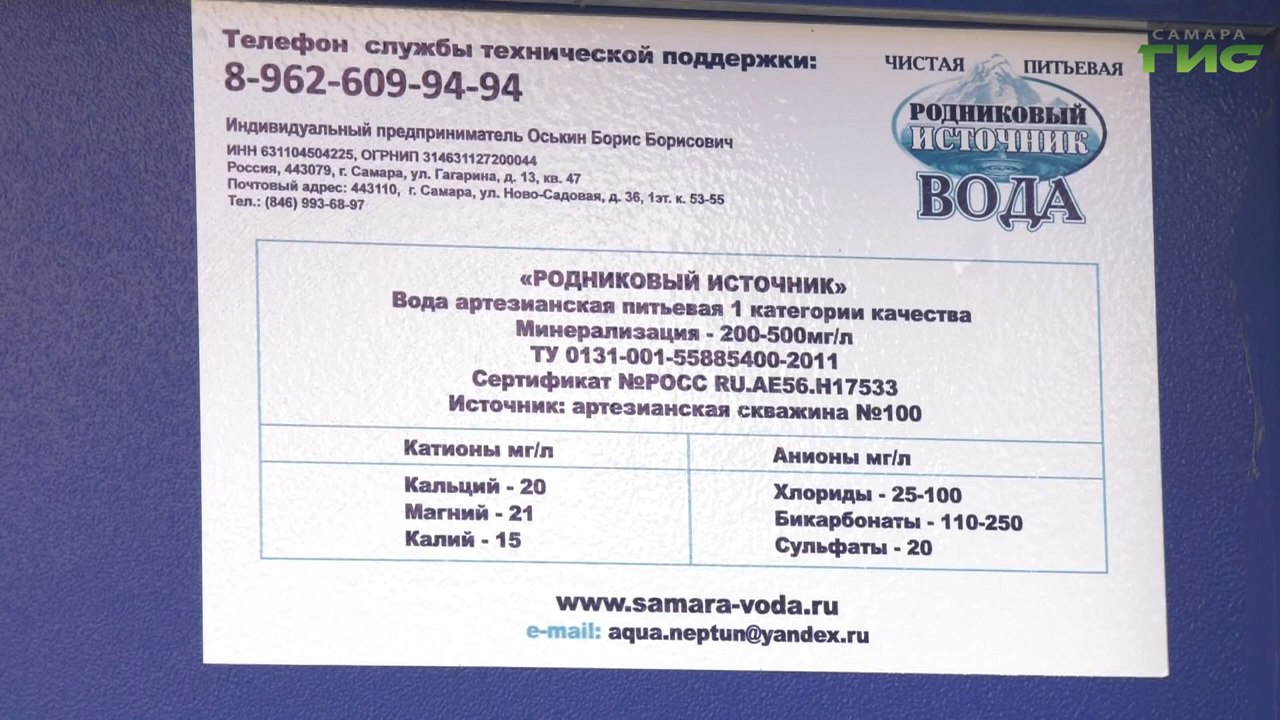 Телефон службы технической поддержки:
8-962-609-94-94
Индивидуальный предприниматель Оськин Борис Борисович
ИНН 631104504225, ОГРНИП 314631127200044
Россия, 443079, г. Самара, ул. Гагарина, д. 13, кв. 47
Почтовый адрес: 443110, г. Самара, ул. Ново-Садовая, д. 36, 1эт. к. 53-55
Тел.: (846) 993-68-97
САМАРА
ГИС
ЧИСТАЯ ПИТЬЕВАЯ
РОДНИКОВЫЙ
ИСТОЧНИК
ВОДА
«РОДНИКОВЫЙ ИСТОЧНИК»
Вода артезианская питьевая 1 категории качества
Минерализация - 200-500мг/л
ТУ 0131-001-55885400-2011
Сертификат №РОСС RU.АЕ56.Н17533
Источник: артезианская скважина №100
Катионы мг/л
Кальций - 20
Магний - 21
Калий - 15
Анионы мг/л
Хлориды - 25-100
Бикарбонаты - 110-250
Сульфаты - 20
www.samara-voda.ru
e-mail: aqua.neptun@yandex.ru